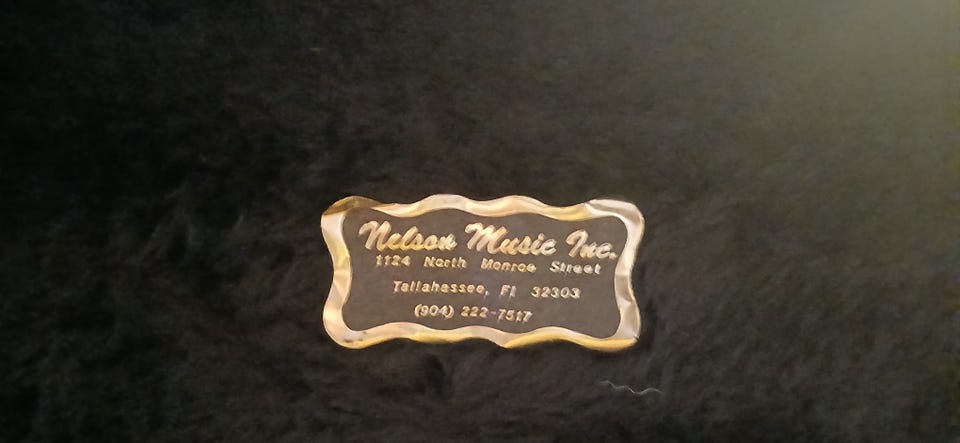 Nelson Music Inc.
1124 North Monroe Street
Tallahassee, Fl 32303
(904) 222-7517